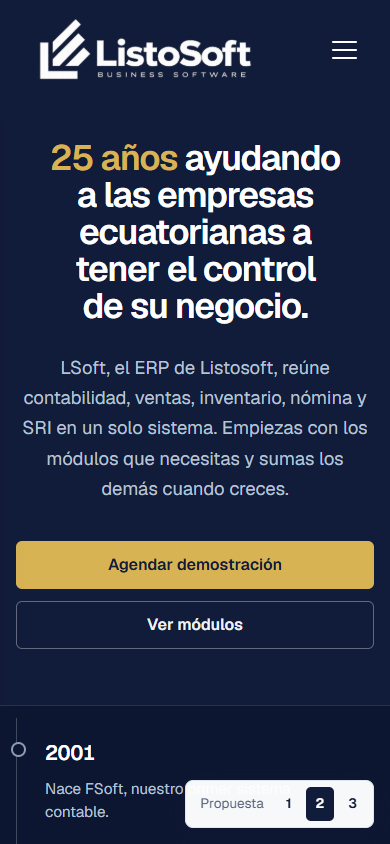 ListoSoft
BUSINESS SOFTWARE
25 años ayudando
a las empresas
ecuatorianas a
tener el control
de su negocio.
LSoft, el ERP de Listosoft, reúne
contabilidad, ventas, inventario, nómina y
SRI en un solo sistema. Empiezas con los
módulos que necesitas y sumas los
demás cuando creces.
Agendar demostración
Ver módulos
2001
Nace FSoft, nuestro primer sistema
contable.
Propuesta 1 2 3